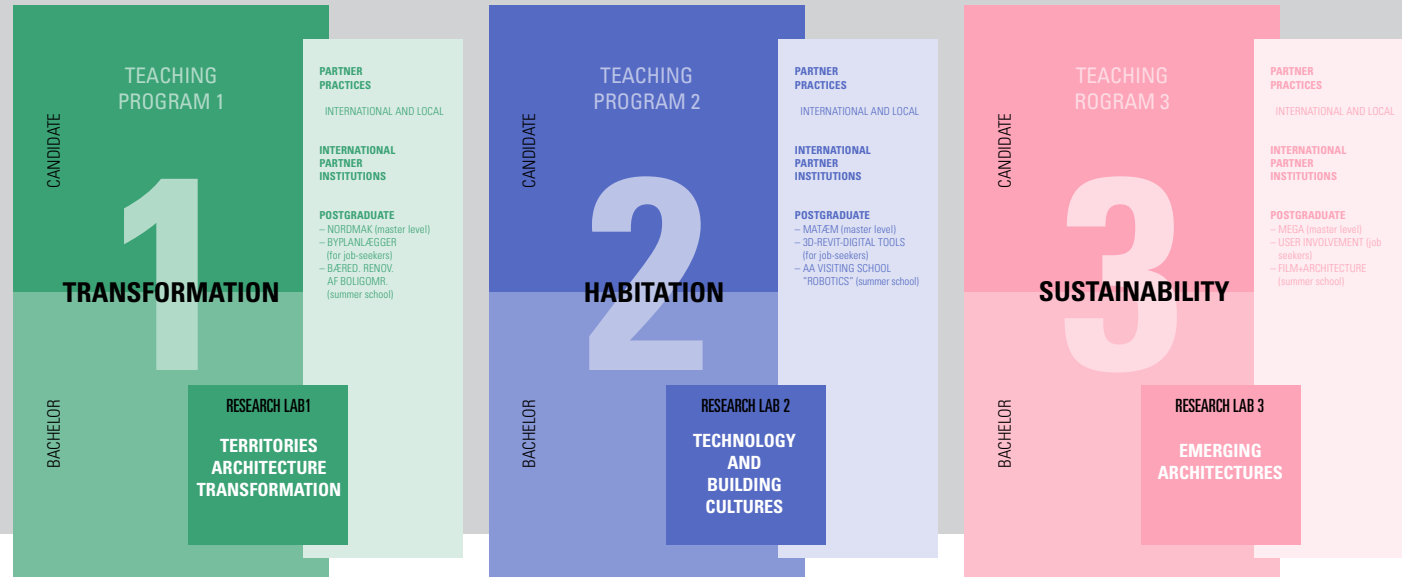 TEACHING
PROGRAM 1
CANDIDATE
1
TRANSFORMATION
BACHELOR
RESEARCH LAB1
TERRITORIES
ARCHITECTURE
TRANSFORMATION
PARTNER
PRACTICES
INTERNATIONAL AND LOCAL
INTERNATIONAL
PARTNER
INSTITUTIONS
POSTGRADUATE
– NORDMAK (master level)
– BYPLANLÆGGER
(for job-seekers)
– BÆRED. RENOV.
AF BOLIGOMR.
(summer school)
TEACHING
PROGRAM 2
CANDIDATE
2
HABITATION
BACHELOR
RESEARCH LAB 2
TECHNOLOGY
AND
BUILDING
CULTURES
PARTNER
PRACTICES
INTERNATIONAL AND LOCAL
INTERNATIONAL
PARTNER
INSTITUTIONS
POSTGRADUATE
– MATÆM (master level)
– 3D-REVIT-DIGITAL TOOLS
(for job-seekers)
– AA VISITING SCHOOL
"ROBOTICS" (summer school)
TEACHING
ROGRAM 3
CANDIDATE
3
SUSTAINABILITY
BACHELOR
RESEARCH LAB 3
EMERGING
ARCHITECTURES
PARTNER
PRACTICES
INTERNATIONAL AND LOCAL
INTERNATIONAL
PARTNER
INSTITUTIONS
POSTGRADUATE
– MEGA (master level)
– USER INVOLVEMENT (job
seekers)
– FILM+ARCHITECTURE
(summer school)